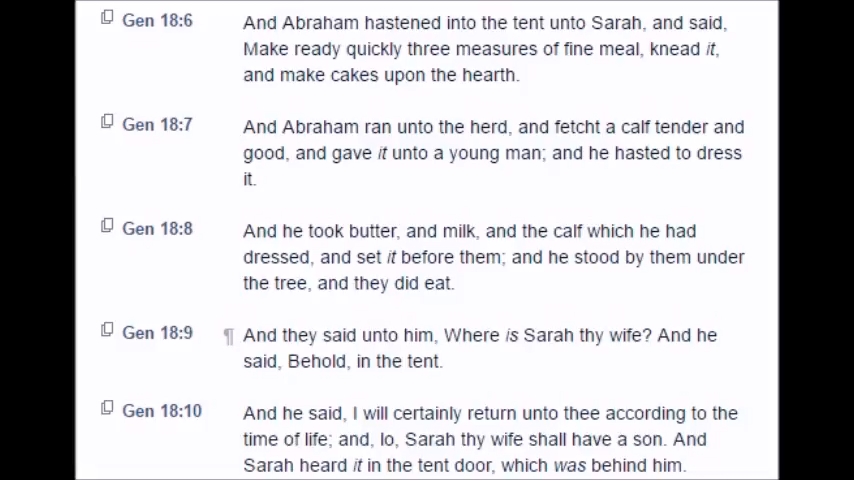 Gen 18:6 And Abraham hastened into the tent unto Sarah, and said,
Make ready quickly three measures of fine meal, knead it,
and make cakes upon the hearth.
Gen 18:7 And Abraham ran unto the herd, and fetcht a calf tender and
good, and gave it unto a young man; and he hasted to dress
it.
Gen 18:8 And he took butter, and milk, and the calf which he had
dressed, and set it before them; and he stood by them under
the tree, and they did eat.
Gen 18:9 ¶ And they said unto him, Where is Sarah thy wife? And he
said, Behold, in the tent.
Gen 18:10 And he said, I will certainly return unto thee according to the
time of life; and, lo, Sarah thy wife shall have a son. And
Sarah heard it in the tent door, which was behind him.